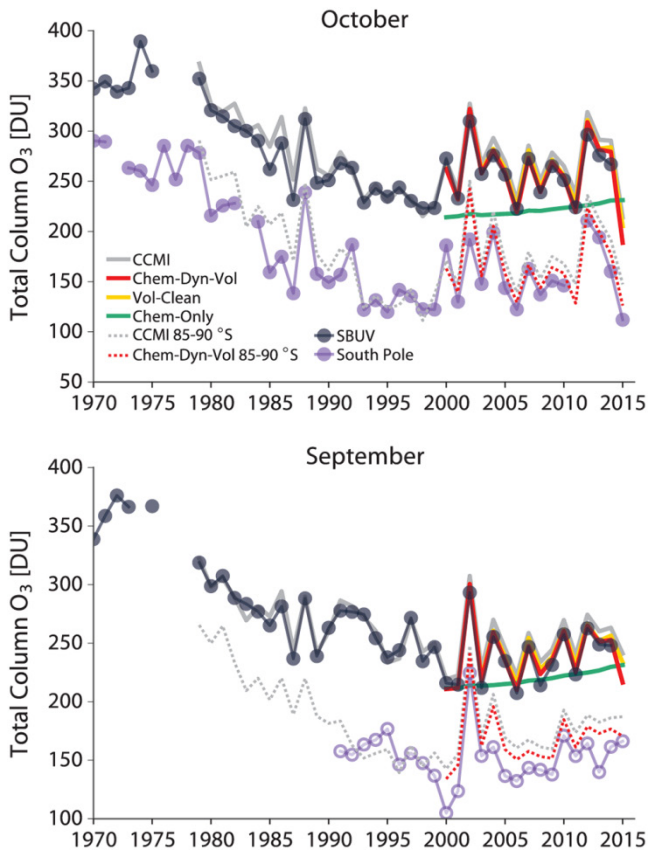 October
Total Column O₃ [DU]
400
350
300
250
200
150
100
50
CCMI
Chem-Dyn-Vol
Vol-Clean
Chem-Only
CCMI 85-90 °S
Chem-Dyn-Vol 85-90 °S
SBUV
South Pole
1970 1975 1980 1985 1990 1995 2000 2005 2010 2015
September
Total Column O₃ [DU]
400
350
300
250
200
150
100
1970 1975 1980 1985 1990 1995 2000 2005 2010 2015